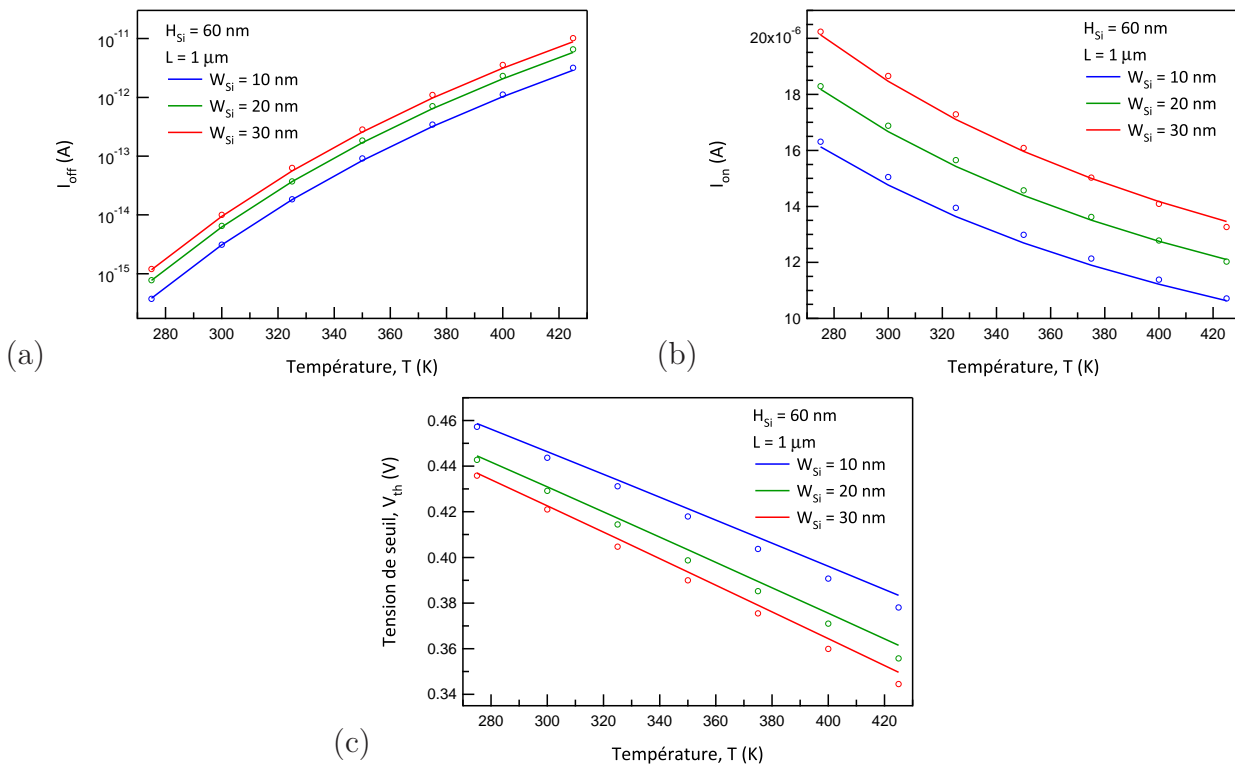 H_Si = 60 nm
L = 1 μm
W_Si = 10 nm
W_Si = 20 nm
W_Si = 30 nm
I_off (A)
10^-11
10^-12
10^-13
10^-14
10^-15
280 300 320 340 360 380 400 420
Température, T (K)
(a)
H_Si = 60 nm
L = 1 μm
W_Si = 10 nm
W_Si = 20 nm
W_Si = 30 nm
I_on (A)
20x10^-6
18
16
14
12
10
280 300 320 340 360 380 400 420
Température, T (K)
(b)
H_Si = 60 nm
L = 1 μm
W_Si = 10 nm
W_Si = 20 nm
W_Si = 30 nm
Tension de seuil, V_th (V)
0.46
0.44
0.42
0.40
0.38
0.36
0.34
280 300 320 340 360 380 400 420
Température, T (K)
(c)